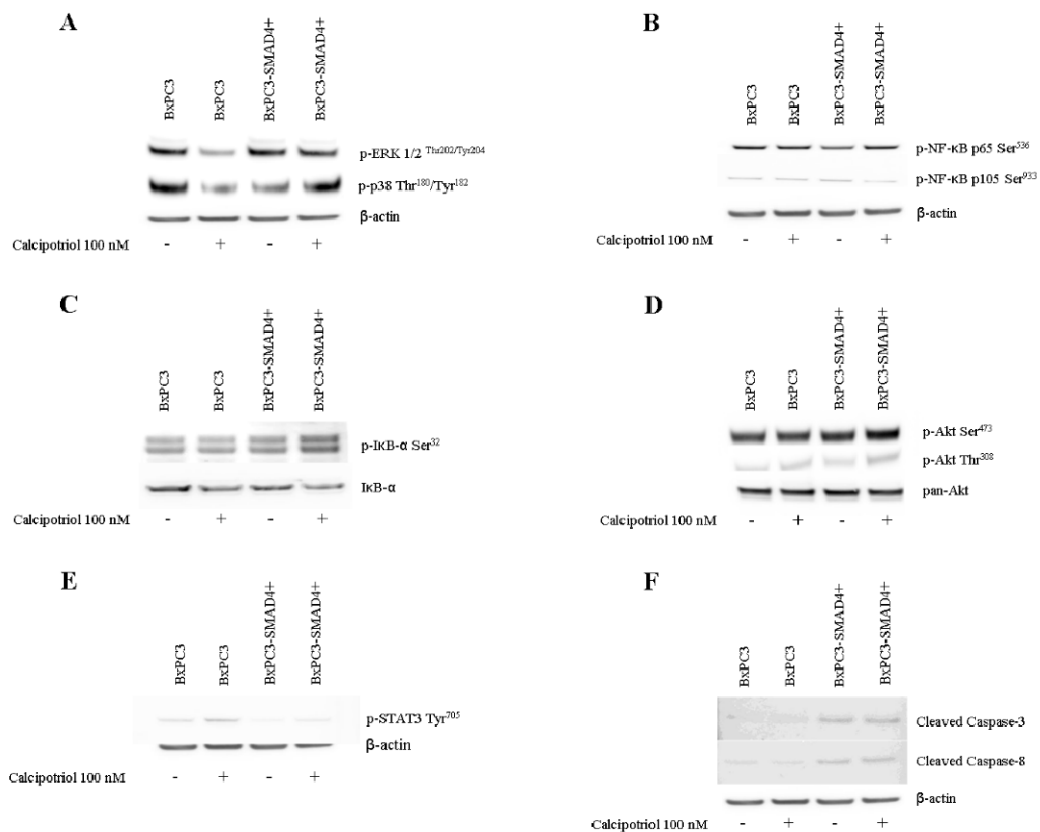 A
BxPC3
BxPC3
BxPC3-SMAD4+
BxPC3-SMAD4+
p-ERK 1/2 Thr202/Tyr204
p-p38 Thr180/Tyr182
β-actin
Calcipotriol 100 nM - + - +
B
BxPC3
BxPC3
BxPC3-SMAD4+
BxPC3-SMAD4+
p-NF-κB p65 Ser536
p-NF-κB p105 Ser933
β-actin
Calcipotriol 100 nM - + - +
C
BxPC3
BxPC3
BxPC3-SMAD4+
BxPC3-SMAD4+
p-IκB-α Ser32
IκB-α
Calcipotriol 100 nM - + - +
D
BxPC3
BxPC3
BxPC3-SMAD4+
BxPC3-SMAD4+
p-Akt Ser473
p-Akt Thr308
pan-Akt
Calcipotriol 100 nM - + - +
E
BxPC3
BxPC3
BxPC3-SMAD4+
BxPC3-SMAD4+
p-STAT3 Tyr705
β-actin
Calcipotriol 100 nM - + - +
F
BxPC3
BxPC3
BxPC3-SMAD4+
BxPC3-SMAD4+
Cleaved Caspase-3
Cleaved Caspase-8
β-actin
Calcipotriol 100 nM - + - +